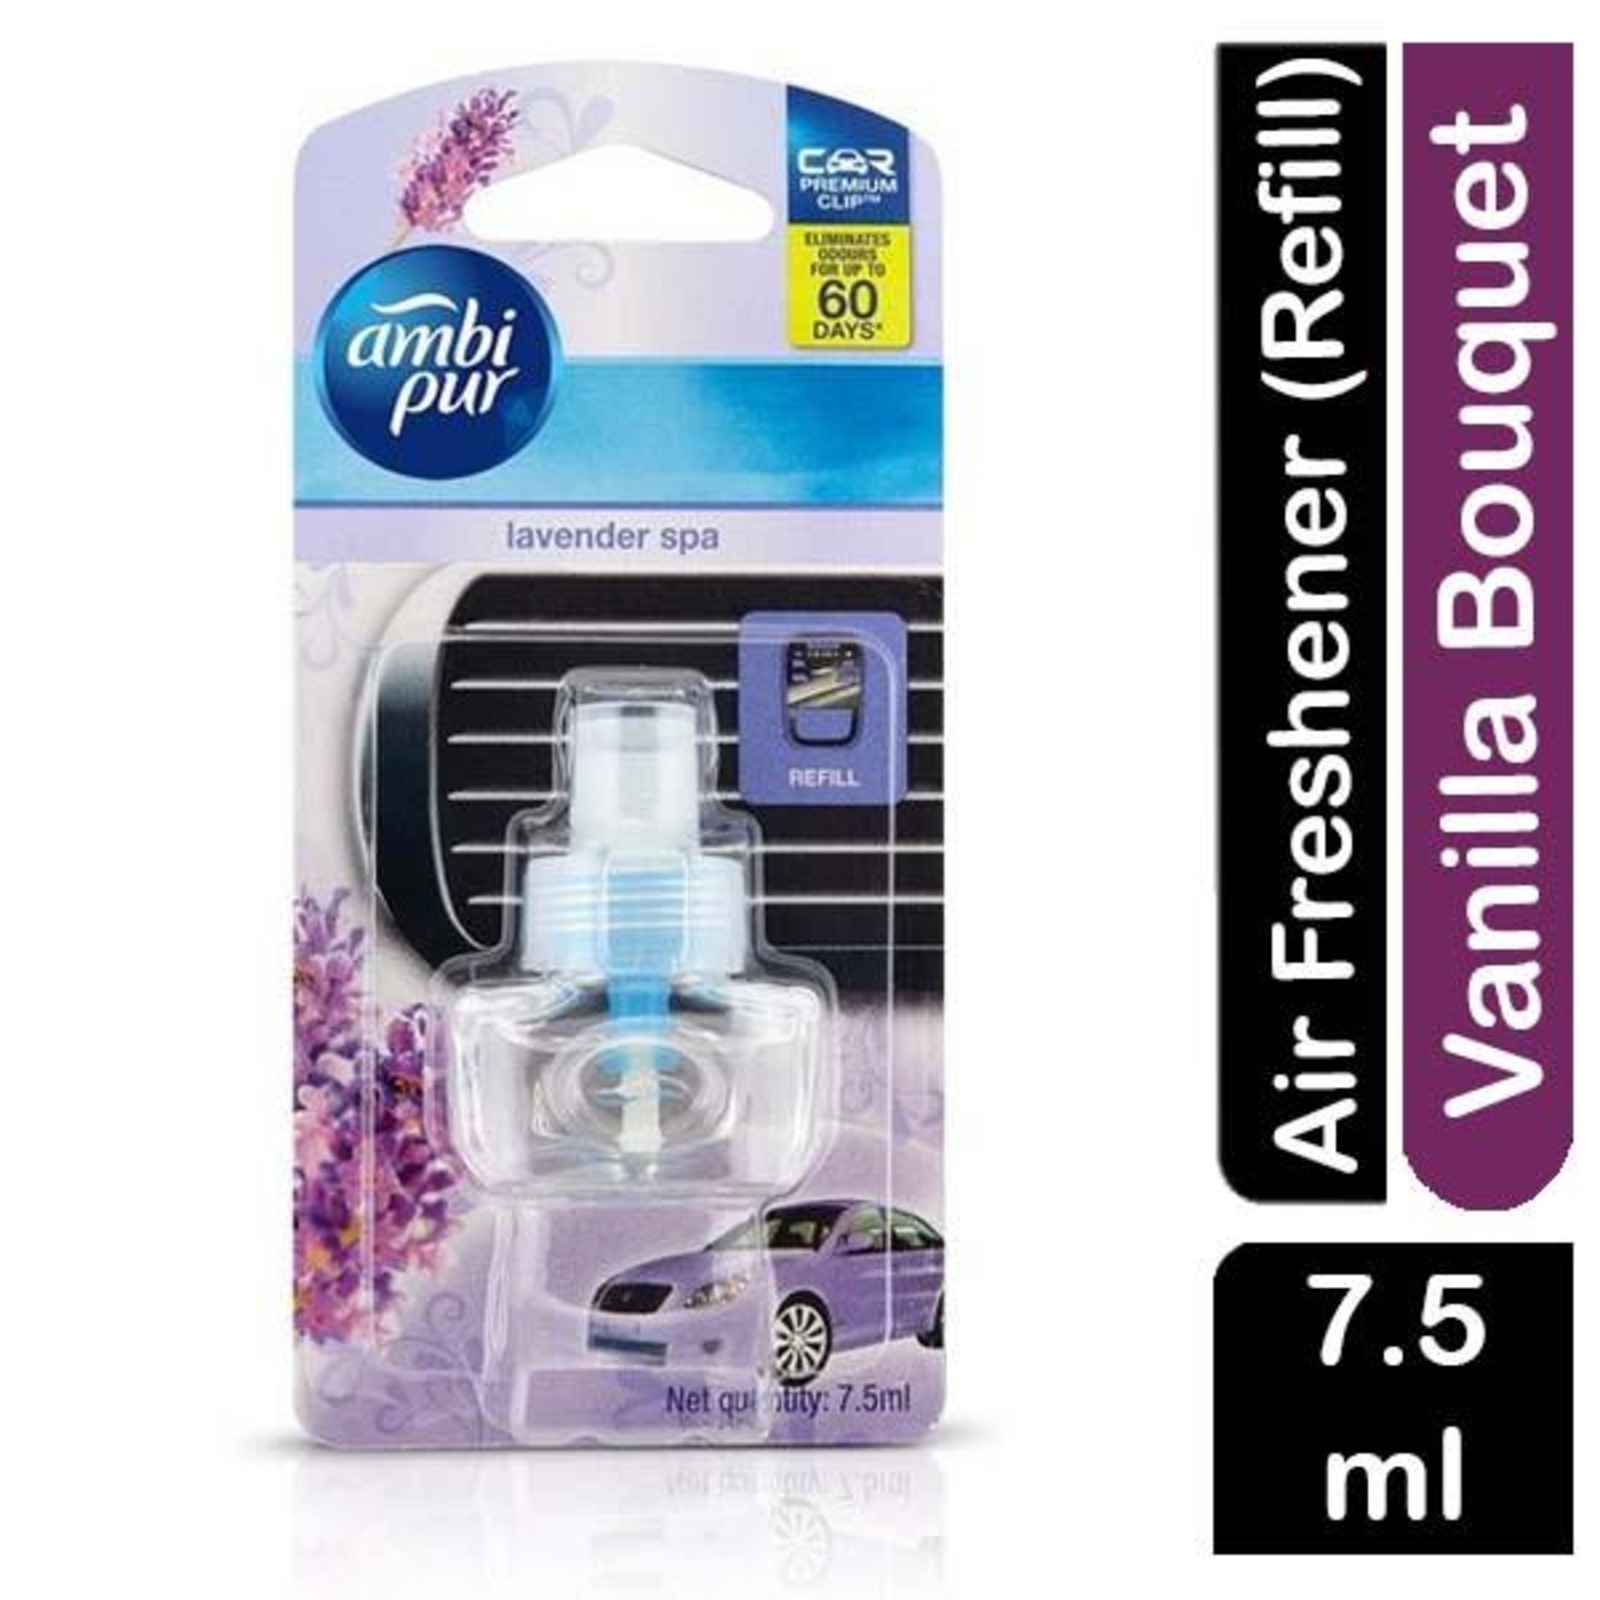 CAR
PREMIUM
CLIP™
ELIMINATES
ODOURS
FOR UP TO
60
DAYS*
ambi
pur
lavender spa
REFILL
Net quantity: 7.5ml
Air Freshener (Refill)
Vanilla Bouquet
7.5
ml